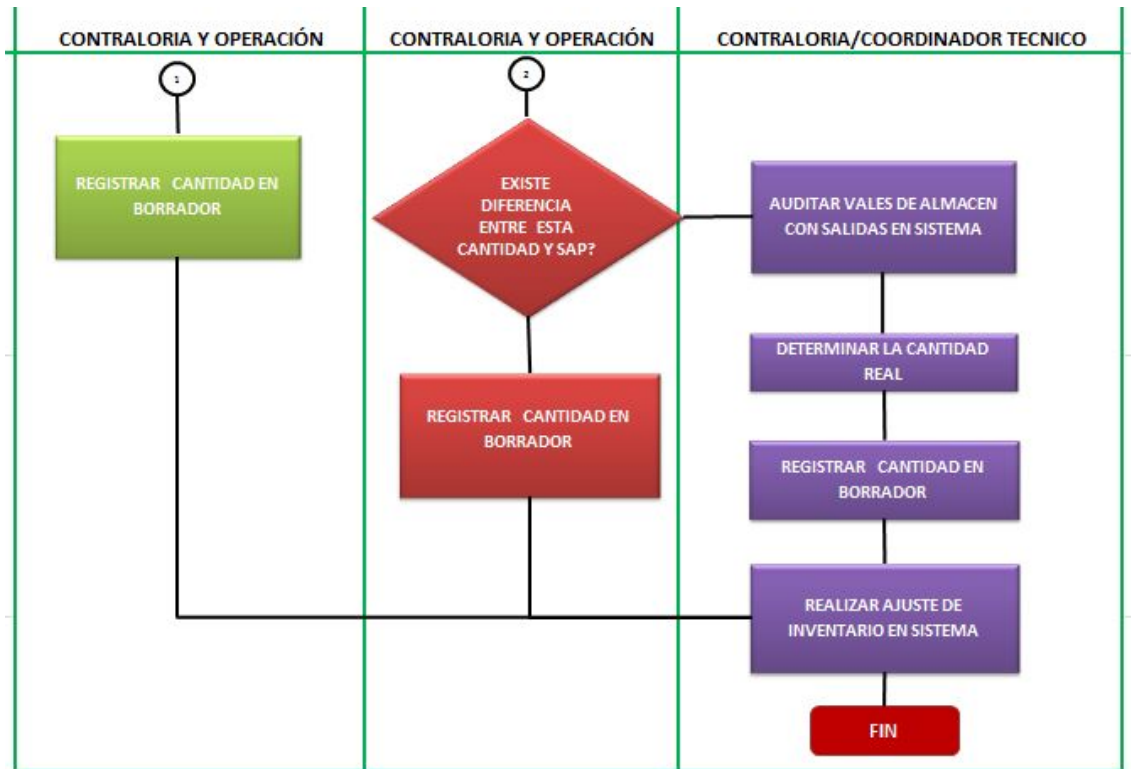 CONTRALORIA Y OPERACIÓN
CONTRALORIA Y OPERACIÓN
CONTRALORIA/COORDINADOR TECNICO
1
2
REGISTRAR CANTIDAD EN
BORRADOR
EXISTE
DIFERENCIA
ENTRE ESTA
CANTIDAD Y SAP?
AUDITAR VALES DE ALMACEN
CON SALIDAS EN SISTEMA
DETERMINAR LA CANTIDAD
REAL
REGISTRAR CANTIDAD EN
BORRADOR
REGISTRAR CANTIDAD EN
BORRADOR
REALIZAR AJUSTE DE
INVENTARIO EN SISTEMA
FIN